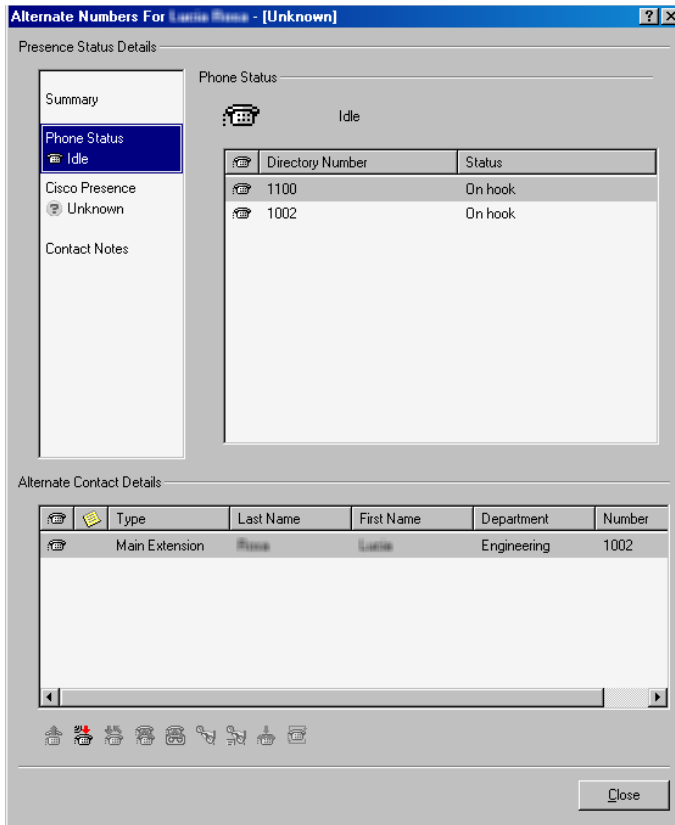 Alternate Numbers For - [Unknown]
Presence Status Details
Summary
Phone Status
Idle
Cisco Presence
Unknown
Contact Notes
Phone Status
Idle
Directory Number Status
1100 On hook
1002 On hook
Alternate Contact Details
Type Last Name First Name Department Number
Main Extension Engineering 1002
Close